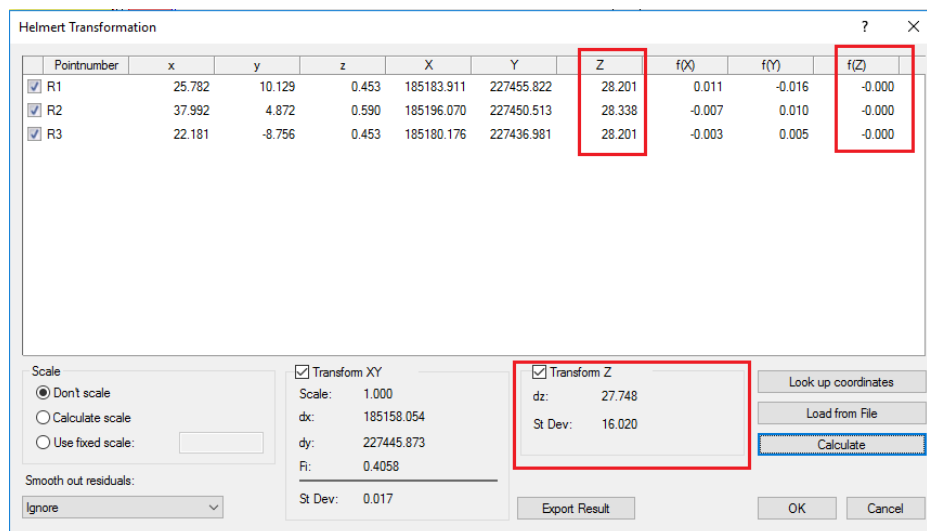 Helmert Transformation ? ×
Pointnumber x y z X Y Z f(X) f(Y) f(Z)
R1 25.782 10.129 0.453 185183.911 227455.822 28.201 0.011 -0.016 -0.000
R2 37.992 4.872 0.590 185196.070 227450.513 28.338 -0.007 0.010 -0.000
R3 22.181 -8.756 0.453 185180.176 227436.981 28.201 -0.003 0.005 -0.000
Scale
Don't scale
Calculate scale
Use fixed scale:
Smooth out residuals:
Ignore
Transform XY
Scale: 1.000
dx: 185158.054
dy: 227445.873
Fi: 0.4058
St Dev: 0.017
Transform Z
dz: 27.748
St Dev: 16.020
Export Result
Look up coordinates
Load from File
Calculate
OK
Cancel